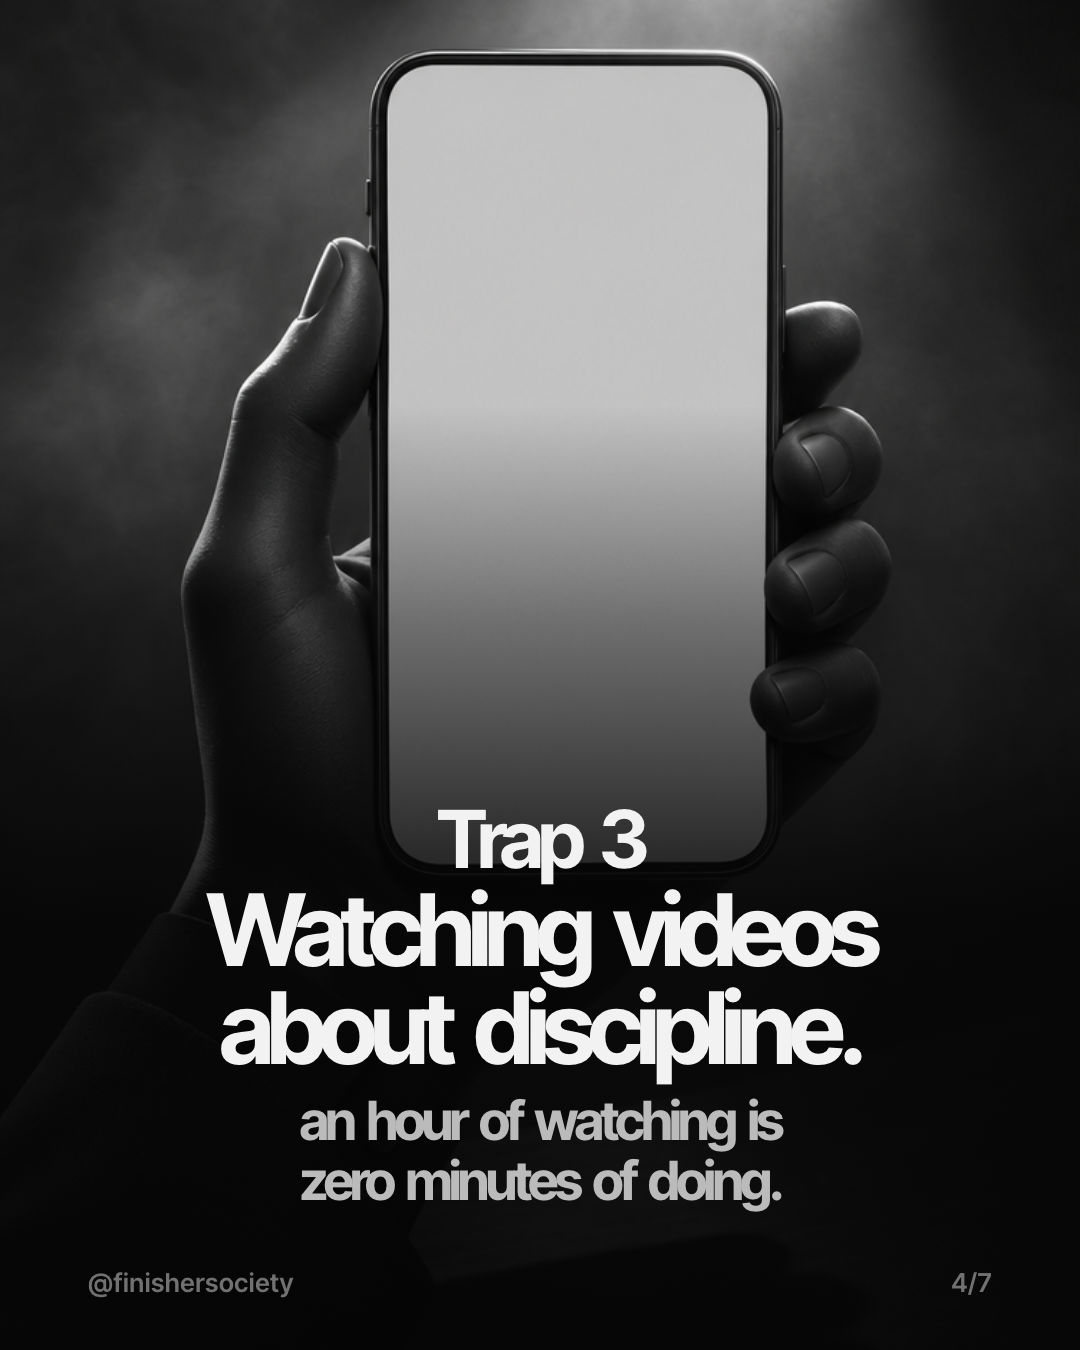 Trap 3
Watching videos
about discipline.
an hour of watching is
zero minutes of doing.
@finishersociety
4/7